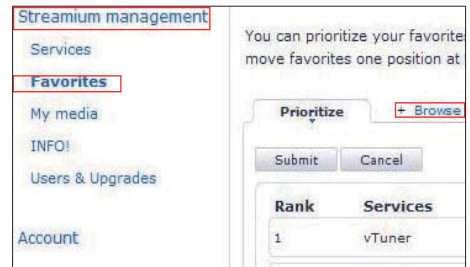 Streamium management
Services
Favorites
My media
INFO!
Users & Upgrades
Account
You can prioritize your favorites
move favorites one position at
Prioritize
+ Browse
Submit Cancel
Rank Services
1 vTuner